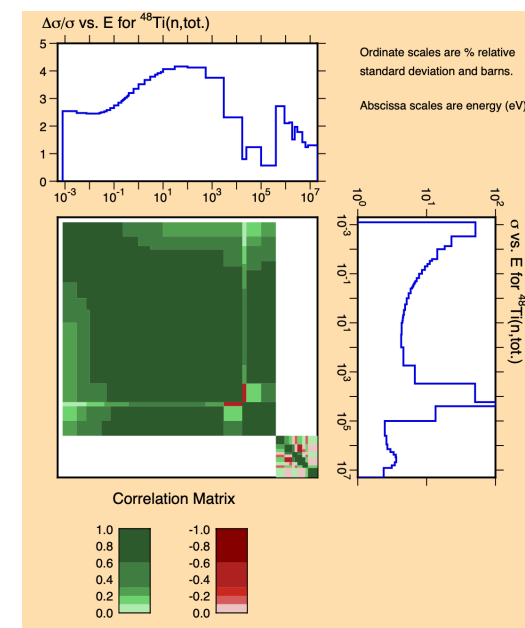 Δσ/σ vs. E for ⁴⁸Ti(n,tot.)
5
4
3
2
1
0
10⁻³ 10⁻¹ 10¹ 10³ 10⁵ 10⁷
Ordinate scales are % relative
standard deviation and barns.
Abscissa scales are energy (eV)
10⁰ 10¹ 10²
10⁻³
10⁻¹
10¹
10³
10⁵
10⁷
σ vs. E for ⁴⁸Ti(n,tot.)
Correlation Matrix
1.0 -1.0
0.8 -0.8
0.6 -0.6
0.4 -0.4
0.2 -0.2
0.0 0.0